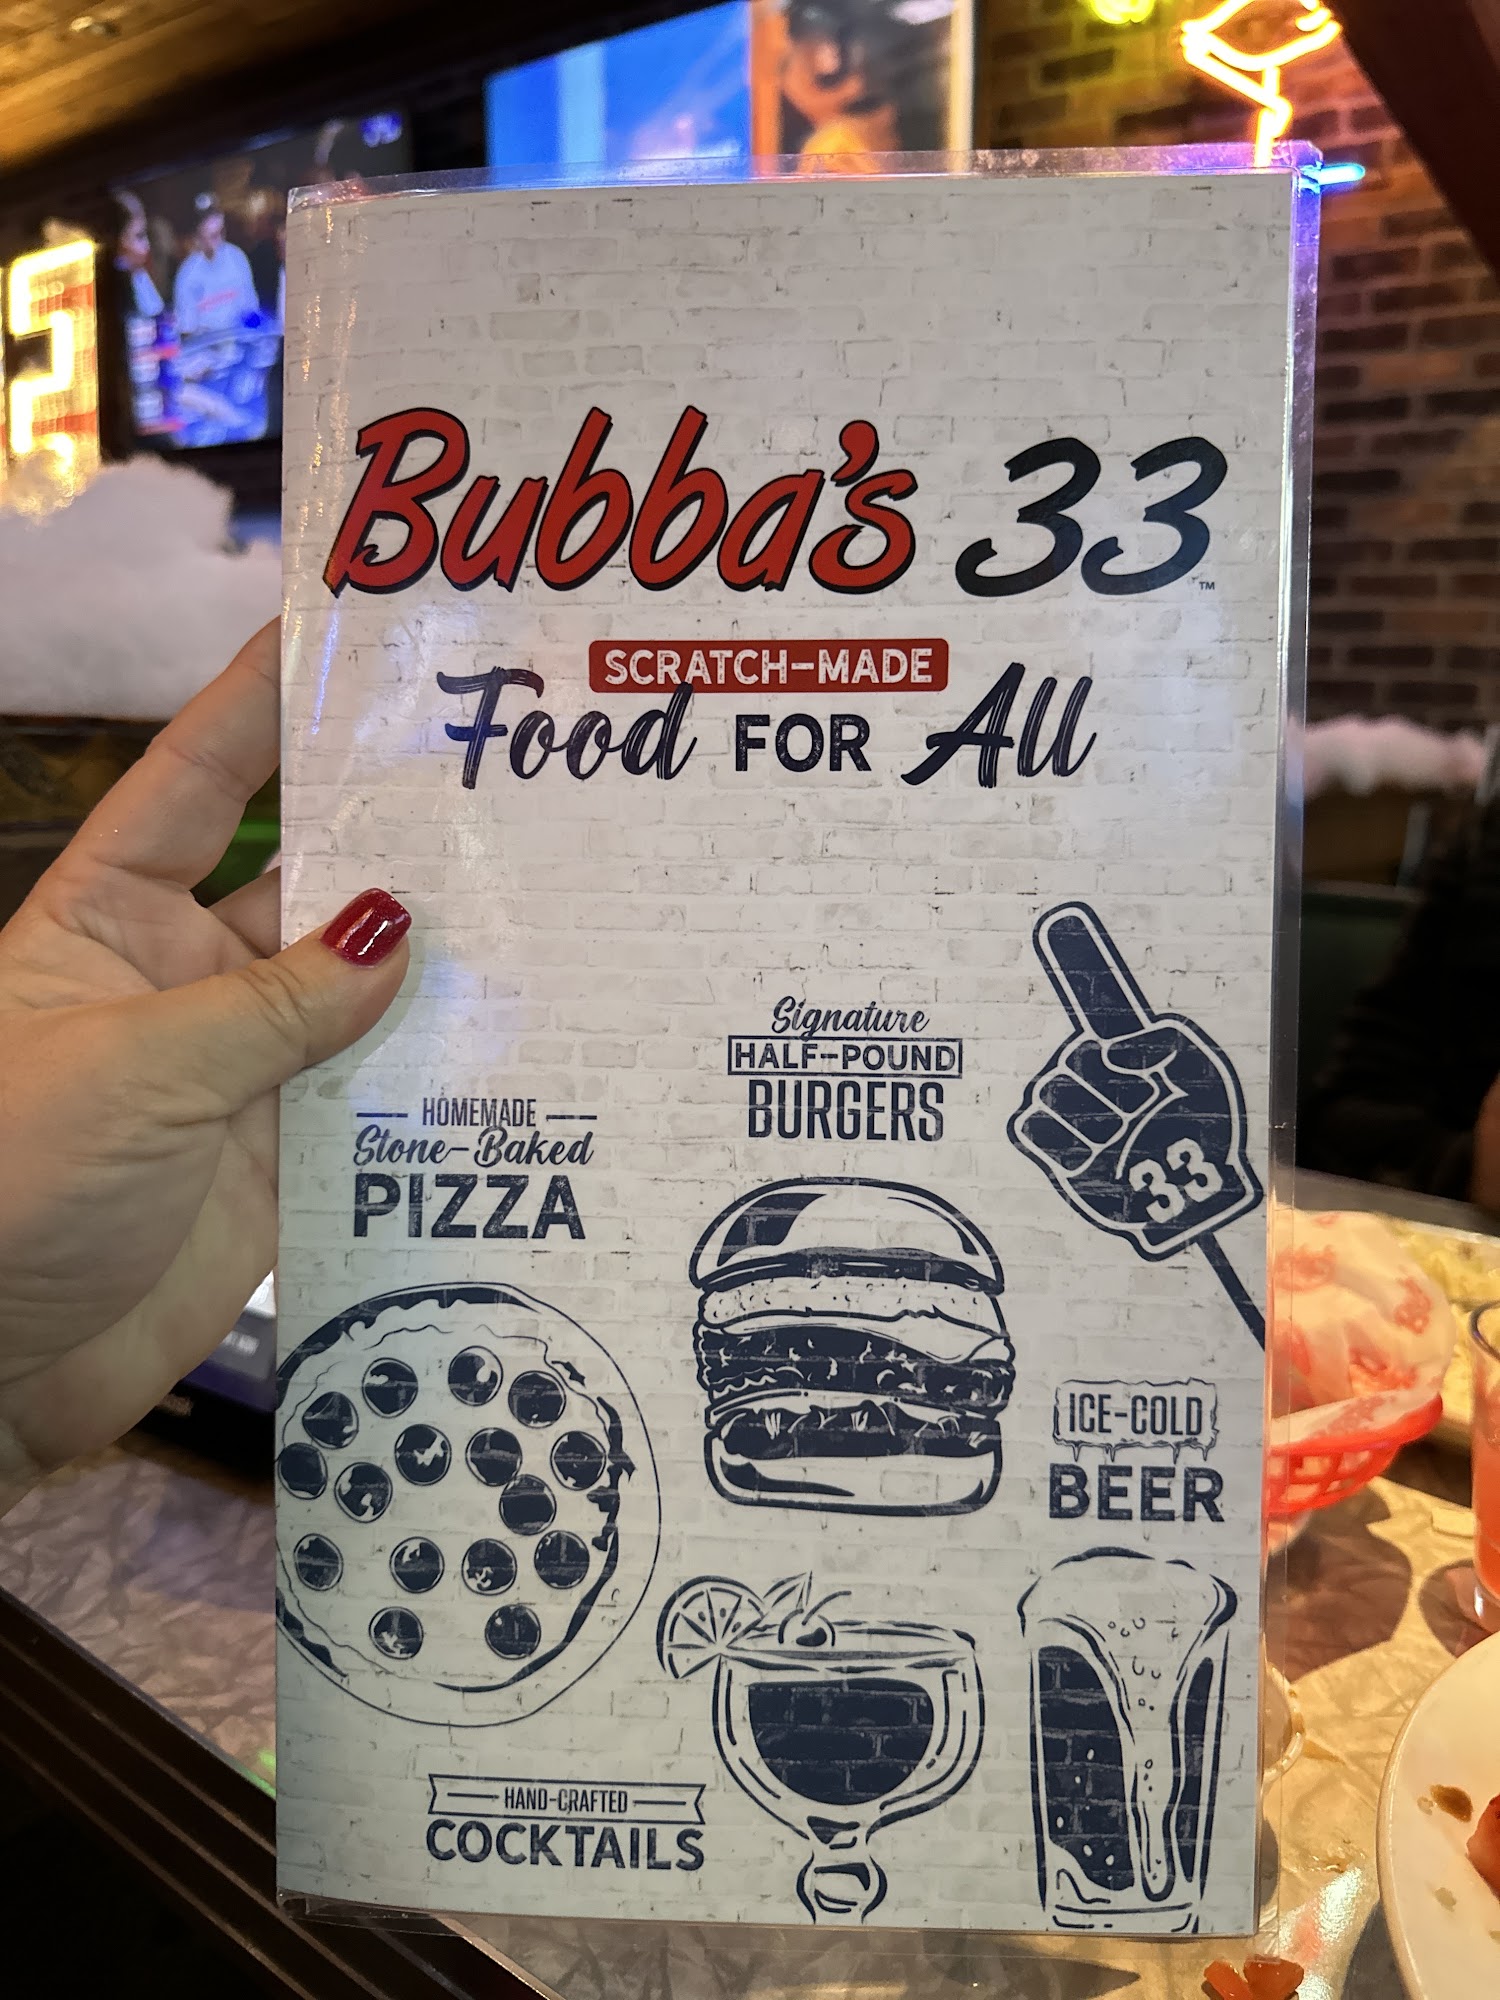 Bubba's 33™
SCRATCH-MADE
Food FOR All
Signature
HALF-POUND
BURGERS
HOMEMADE
Stone-Baked
PIZZA
33
ICE-COLD
BEER
HAND-CRAFTED
COCKTAILS